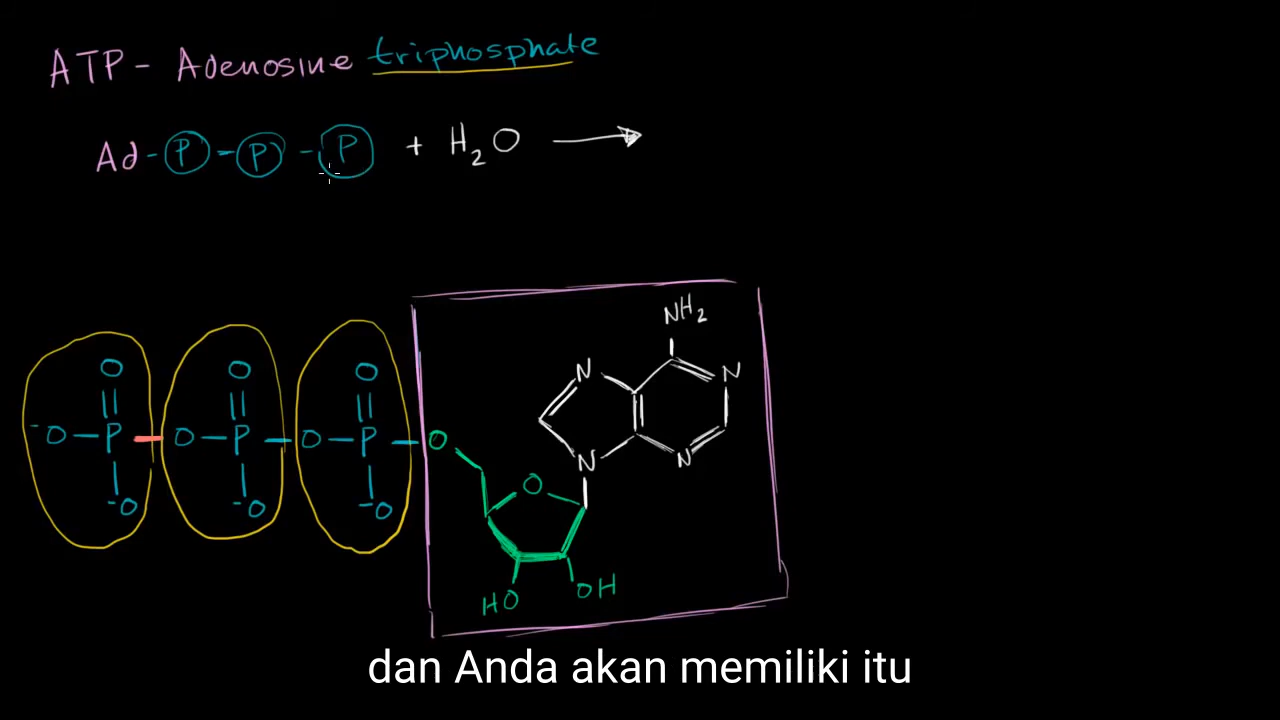 ATP - Adenosine triphosphate
Ad - P - P - P + H2O →
NH2
N N
O O O
-O - P - O - P - O - P - O
N N
O
-O -O -O
HO OH
dan Anda akan memiliki itu